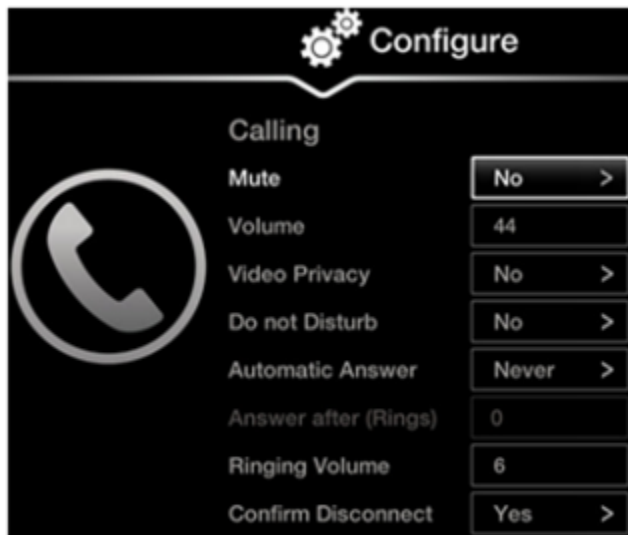 Configure
Calling
Mute No >
Volume 44
Video Privacy No >
Do not Disturb No >
Automatic Answer Never >
Answer after (Rings) 0
Ringing Volume 6
Confirm Disconnect Yes >